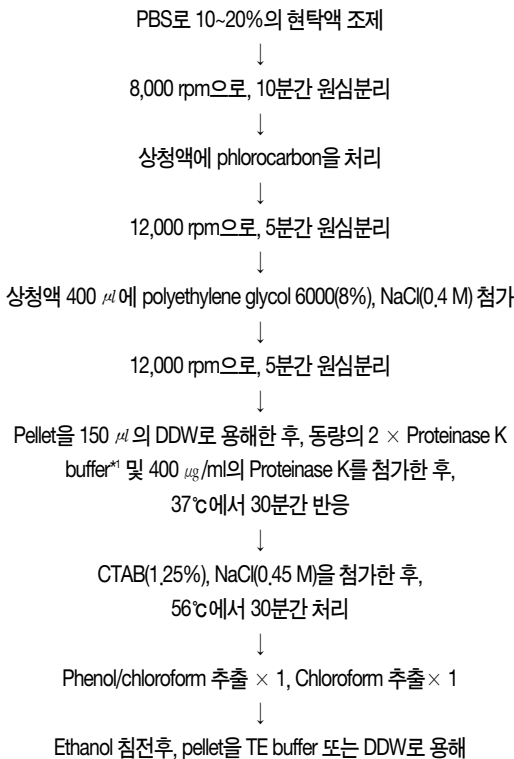 PBS로 10~20%의 현탁액 조제
↓
8,000 rpm으로, 10분간 원심분리
↓
상청액에 phlorocarbon을 처리
↓
12,000 rpm으로, 5분간 원심분리
↓
상청액 400 ㎕에 polyethylene glycol 6000(8%), NaCl(0.4 M) 첨가
↓
12,000 rpm으로, 5분간 원심분리
↓
Pellet을 150 ㎕의 DDW로 용해한 후, 동량의 2 × Proteinase K
buffer*¹ 및 400 ㎍/ml의 Proteinase K를 첨가한 후,
37℃에서 30분간 반응
↓
CTAB(1.25%), NaCl(0.45 M)을 첨가한 후,
56℃에서 30분간 처리
↓
Phenol/chloroform 추출 × 1, Chloroform 추출× 1
↓
Ethanol 침전후, pellet을 TE buffer 또는 DDW로 용해